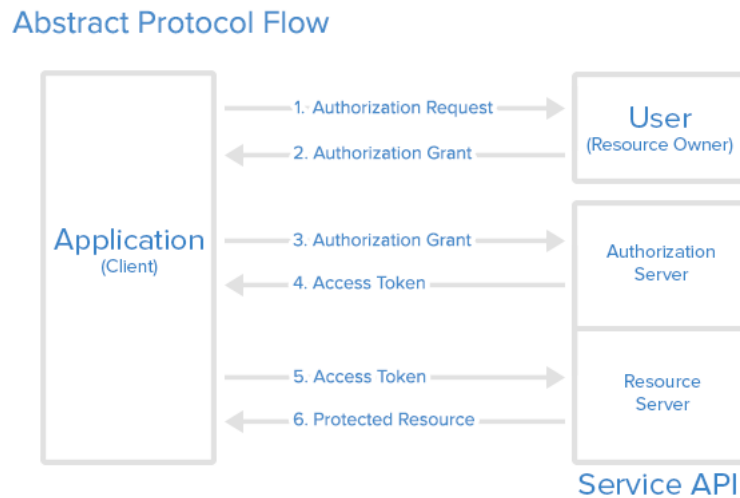 Abstract Protocol Flow
1. Authorization Request
User
(Resource Owner)
2. Authorization Grant
Application
(Client)
3. Authorization Grant
Authorization
Server
4. Access Token
5. Access Token
Resource
Server
6. Protected Resource
Service API